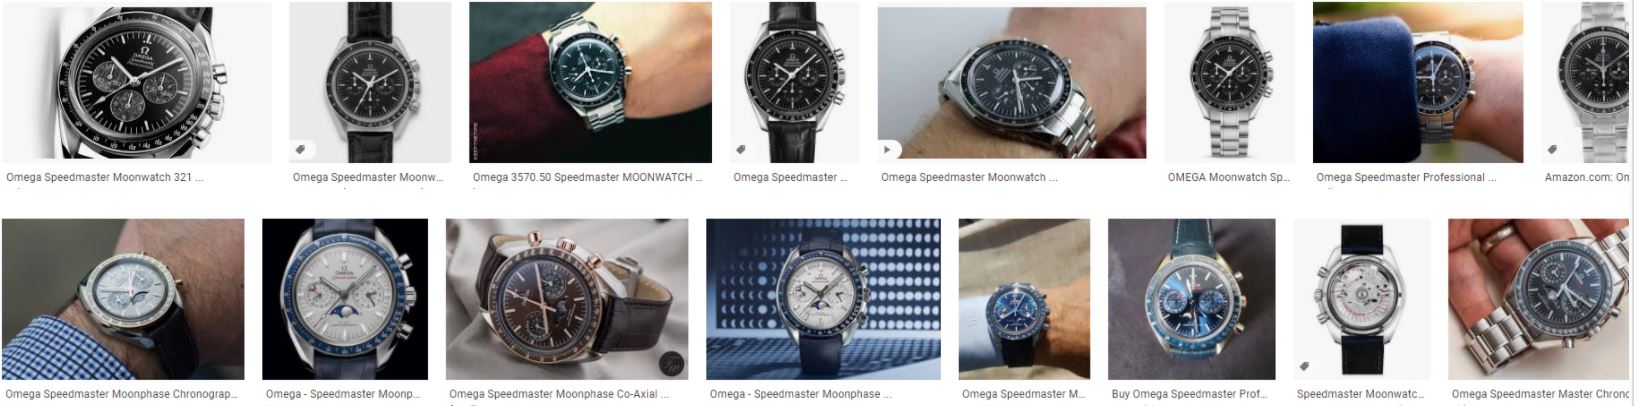 Omega Speedmaster Moonwatch 321 ...
Omega Speedmaster Moonw...
Omega 3570.50 Speedmaster MOONWATCH ...
Omega Speedmaster ...
Omega Speedmaster Moonwatch ...
OMEGA Moonwatch Sp...
Omega Speedmaster Professional ...
Amazon.com: On
Omega Speedmaster Moonphase Chronograp...
Omega - Speedmaster Moonp...
Omega Speedmaster Moonphase Co-Axial ...
Omega - Speedmaster Moonphase ...
Omega Speedmaster M...
Buy Omega Speedmaster Prof...
Speedmaster Moonwatc...
Omega Speedmaster Master Chrono